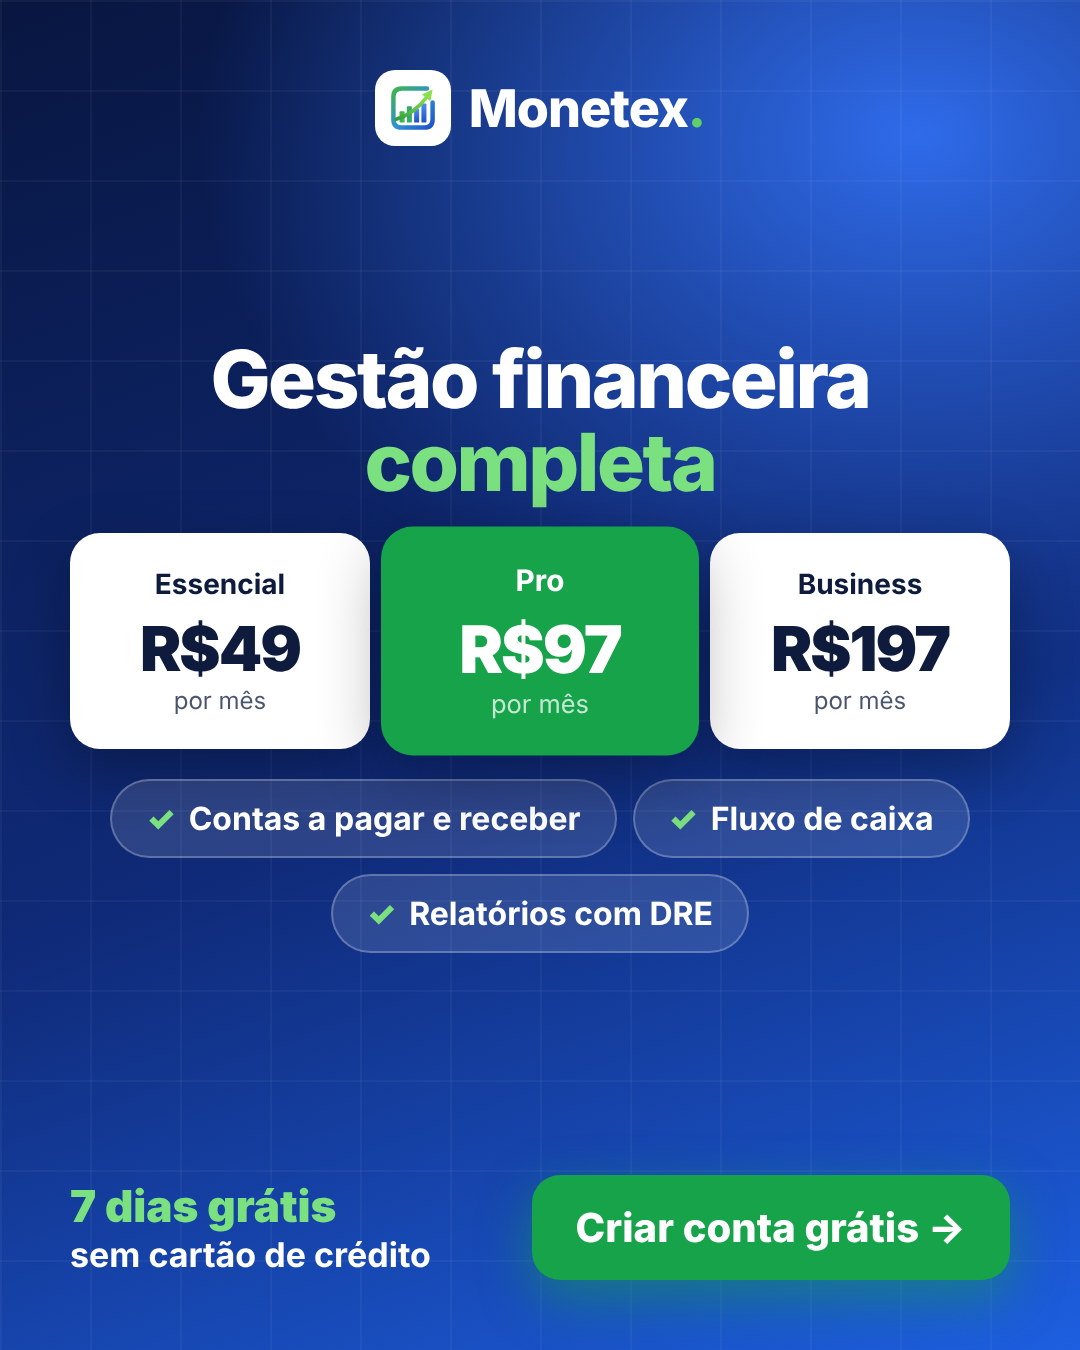 Monetex.
Gestão financeira
completa
Essencial
R$49
por mês
Pro
R$97
por mês
Business
R$197
por mês
✓ Contas a pagar e receber
✓ Fluxo de caixa
✓ Relatórios com DRE
7 dias grátis
sem cartão de crédito
Criar conta grátis →